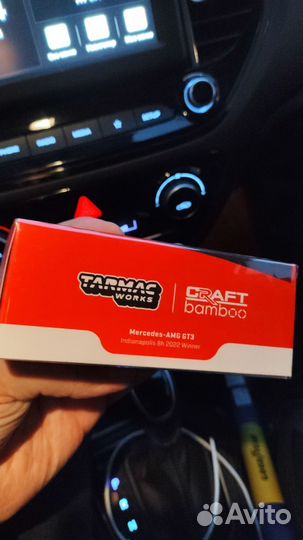 TARMAC
WORKS
CRAFT
bamboo
Mercedes-AMG GT3
Indianapolis 8h 2022 Winner
Avito